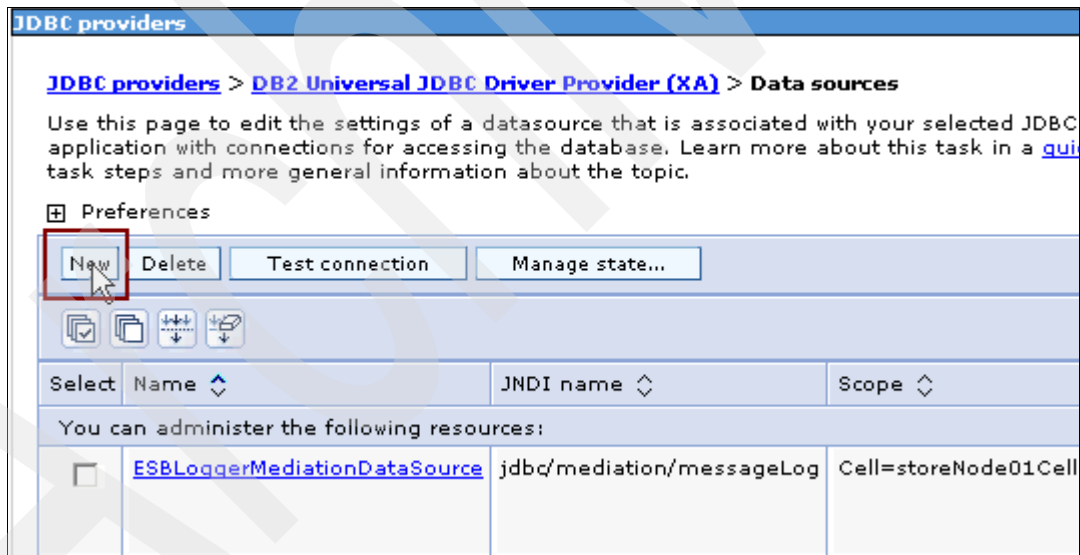 JDBC providers
JDBC providers > DB2 Universal JDBC Driver Provider (XA) > Data sources
Use this page to edit the settings of a datasource that is associated with your selected JDBC
application with connections for accessing the database. Learn more about this task in a
task steps and more general information about the topic.
Preferences
New Delete Test connection Manage state...
Select Name JNDI name Scope
You can administer the following resources:
ESBLoggerMediationDataSource jdbc/mediation/messageLog Cell=storeNode01Cell